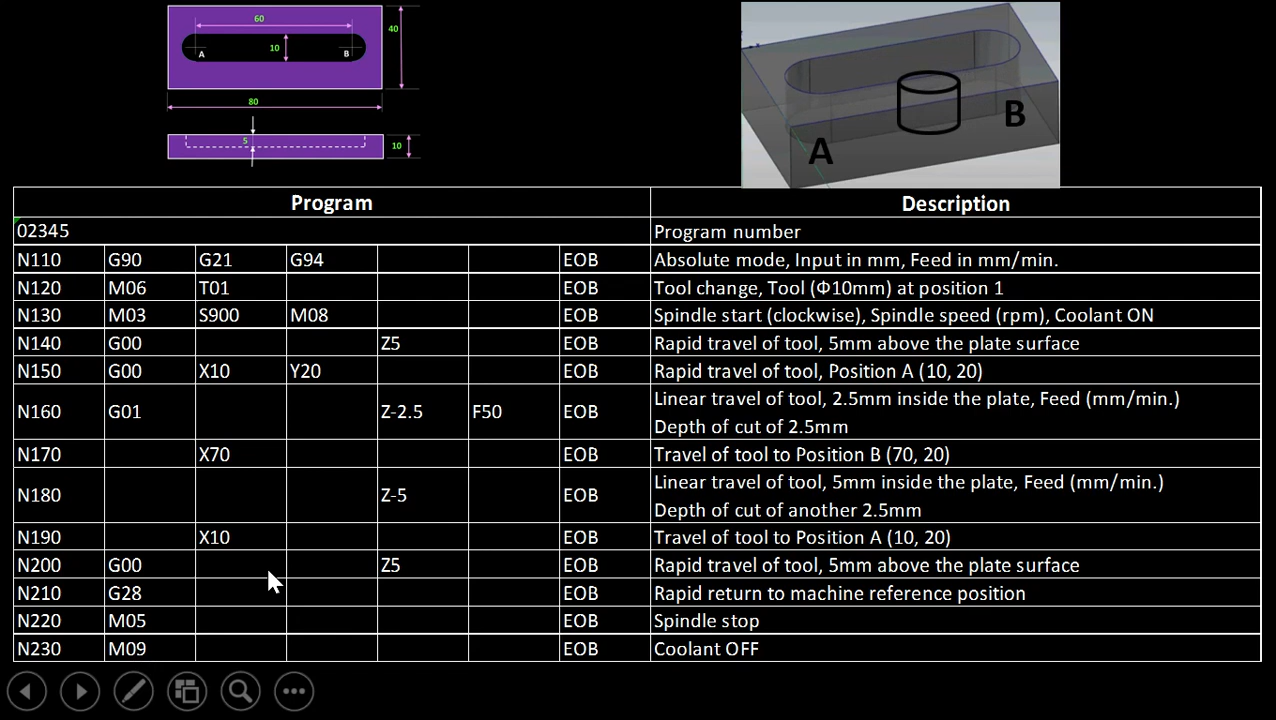 60
40
10
A
B
80
5
10
A
B
Program Description
02345 Program number
N110 G90 G21 G94 EOB Absolute mode, Input in mm, Feed in mm/min.
N120 M06 T01 EOB Tool change, Tool (Φ10mm) at position 1
N130 M03 S900 M08 EOB Spindle start (clockwise), Spindle speed (rpm), Coolant ON
N140 G00 Z5 EOB Rapid travel of tool, 5mm above the plate surface
N150 G00 X10 Y20 EOB Rapid travel of tool, Position A (10, 20)
N160 G01 Z-2.5 F50 EOB Linear travel of tool, 2.5mm inside the plate, Feed (mm/min.)
Depth of cut of 2.5mm
N170 X70 EOB Travel of tool to Position B (70, 20)
N180 Z-5 EOB Linear travel of tool, 5mm inside the plate, Feed (mm/min.)
Depth of cut of another 2.5mm
N190 X10 EOB Travel of tool to Position A (10, 20)
N200 G00 Z5 EOB Rapid travel of tool, 5mm above the plate surface
N210 G28 EOB Rapid return to machine reference position
N220 M05 EOB Spindle stop
N230 M09 EOB Coolant OFF